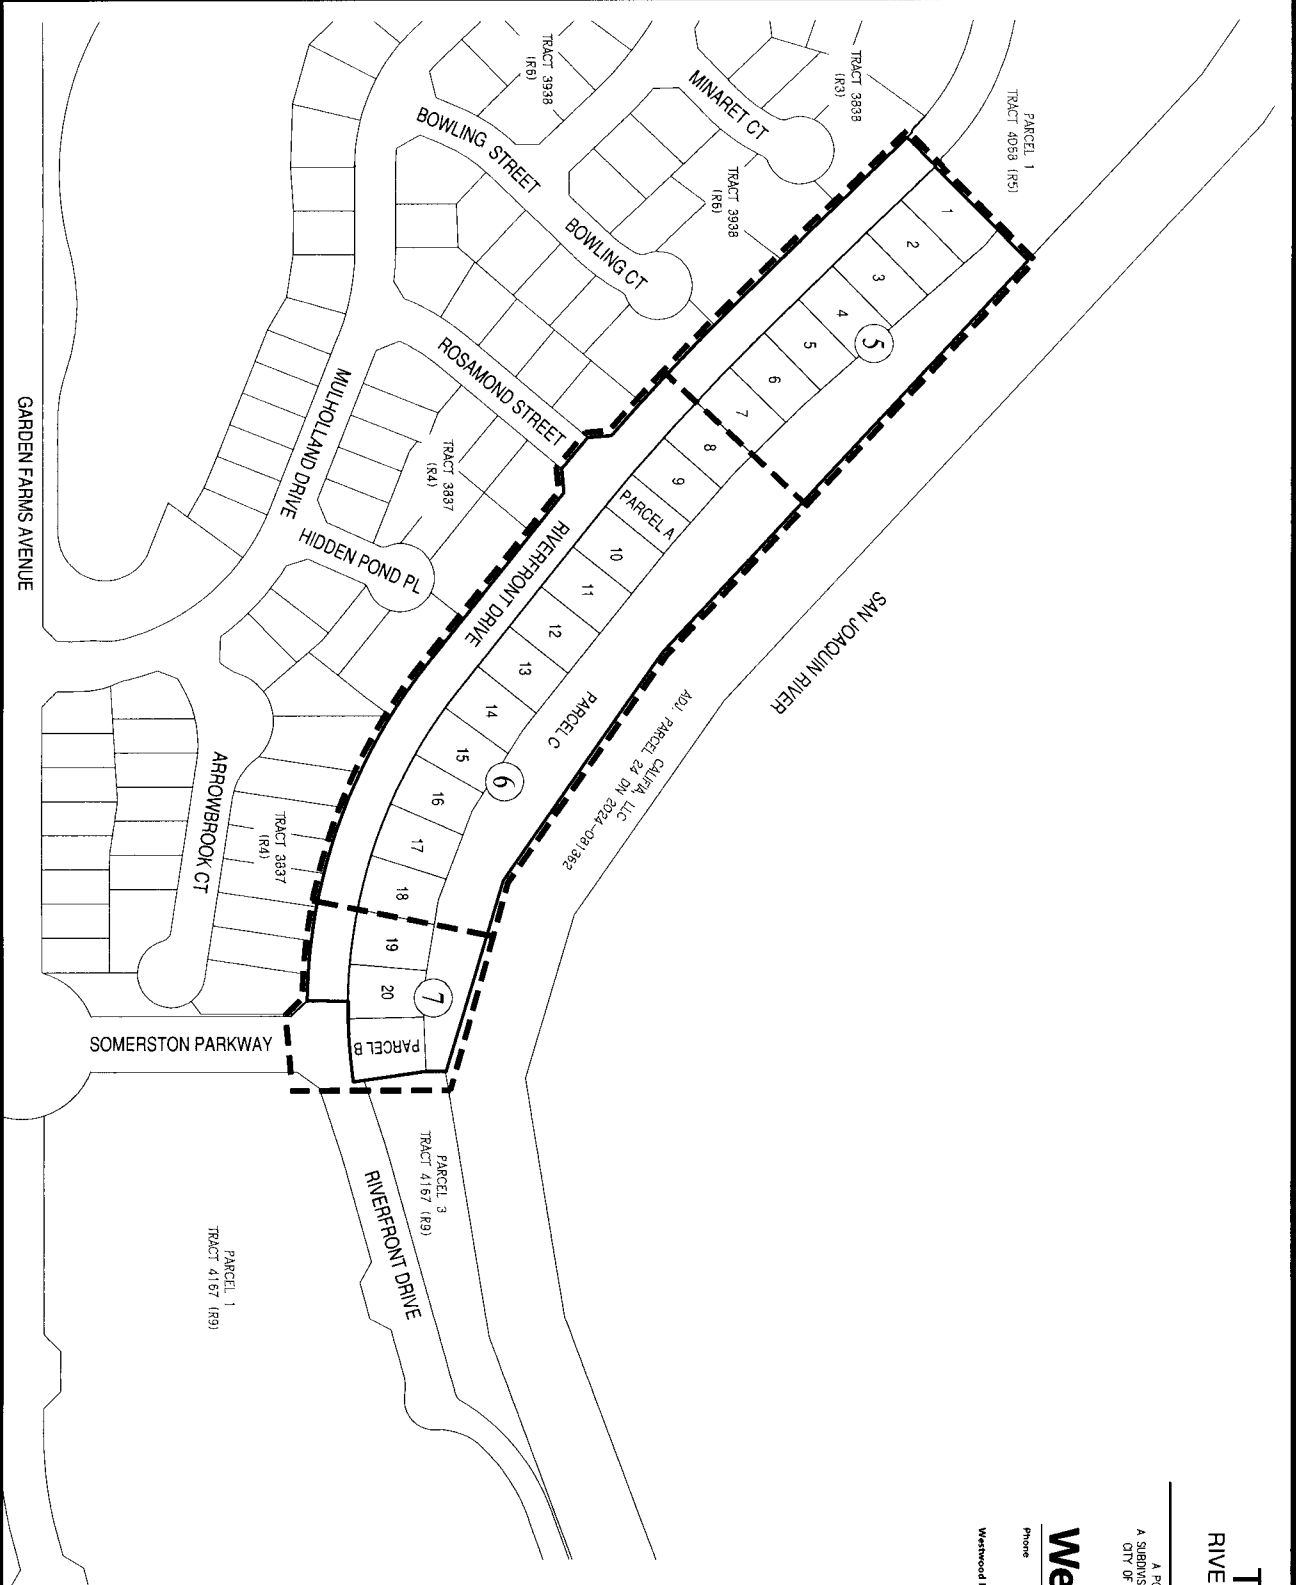 PARCEL 1
TRACT 4058 (R5)
TRACT 3838
(R3)
TRACT 3938
(R6)
TRACT 3938
(R6)
MINARET CT
BOWLING STREET
BOWLING CT
ROSAMOND STREET
MULHOLLAND DRIVE
HIDDEN POND PL
TRACT 3837
(R4)
GARDEN FARMS AVENUE
1
2
3
4
5
6
7
5
8
9
PARCEL A
10
11
12
13
14
15
16
17
18
6
19
20
7
PARCEL B
PARCEL C
RIVERFRONT DRIVE
SAN JOAQUIN RIVER
CALIFIA, LLC
ADJ. PARCEL 24 DN 2024-081362
ARROWBROOK CT
TRACT 3837
(R4)
SOMERSTON PARKWAY
PARCEL 3
TRACT 4167 (R9)
RIVERFRONT DRIVE
PARCEL 1
TRACT 4167 (R9)
T
RIVE
A PO
A SUBDIVIS
CITY OF
We
Phone
Westwood